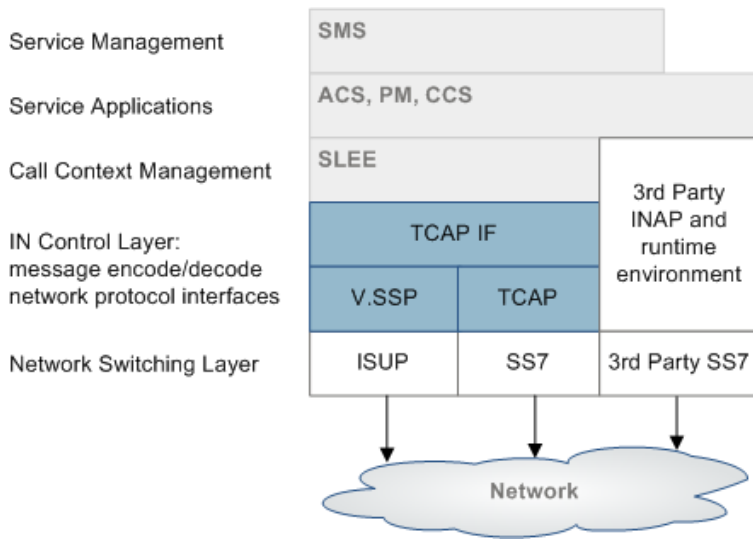 Service Management
SMS
Service Applications
ACS, PM, CCS
Call Context Management
SLEE
3rd Party
INAP and
runtime
environment
IN Control Layer:
message encode/decode
network protocol interfaces
TCAP IF
V.SSP
TCAP
Network Switching Layer
ISUP
SS7
3rd Party SS7
Network